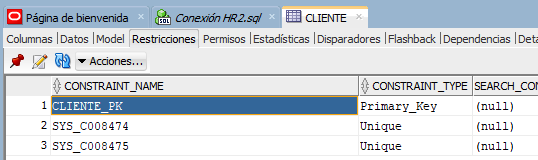 Página de bienvenida Conexión HR2.sql CLIENTE
Columnas Datos Model Restricciones Permisos Estadísticas Disparadores Flashback Dependencias Deta
Acciones...
CONSTRAINT_NAME CONSTRAINT_TYPE SEARCH_CON
1 CLIENTE_PK Primary_Key (null)
2 SYS_C008474 Unique (null)
3 SYS_C008475 Unique (null)